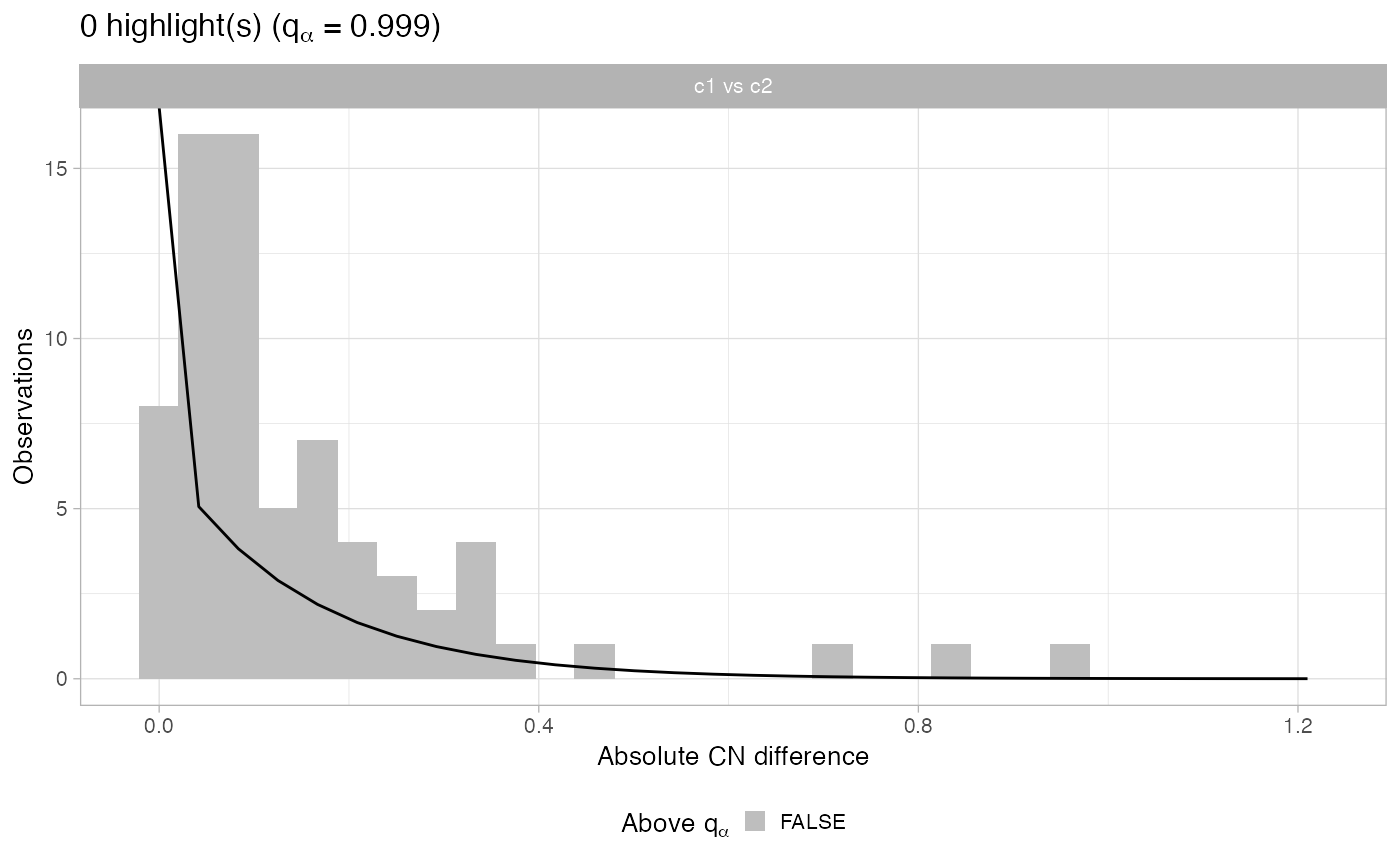 0 highlight(s) (qα = 0.999)
c1 vs c2
Observations
15
10
5
0
0.0 0.4 0.8 1.2
Absolute CN difference
Above qα FALSE